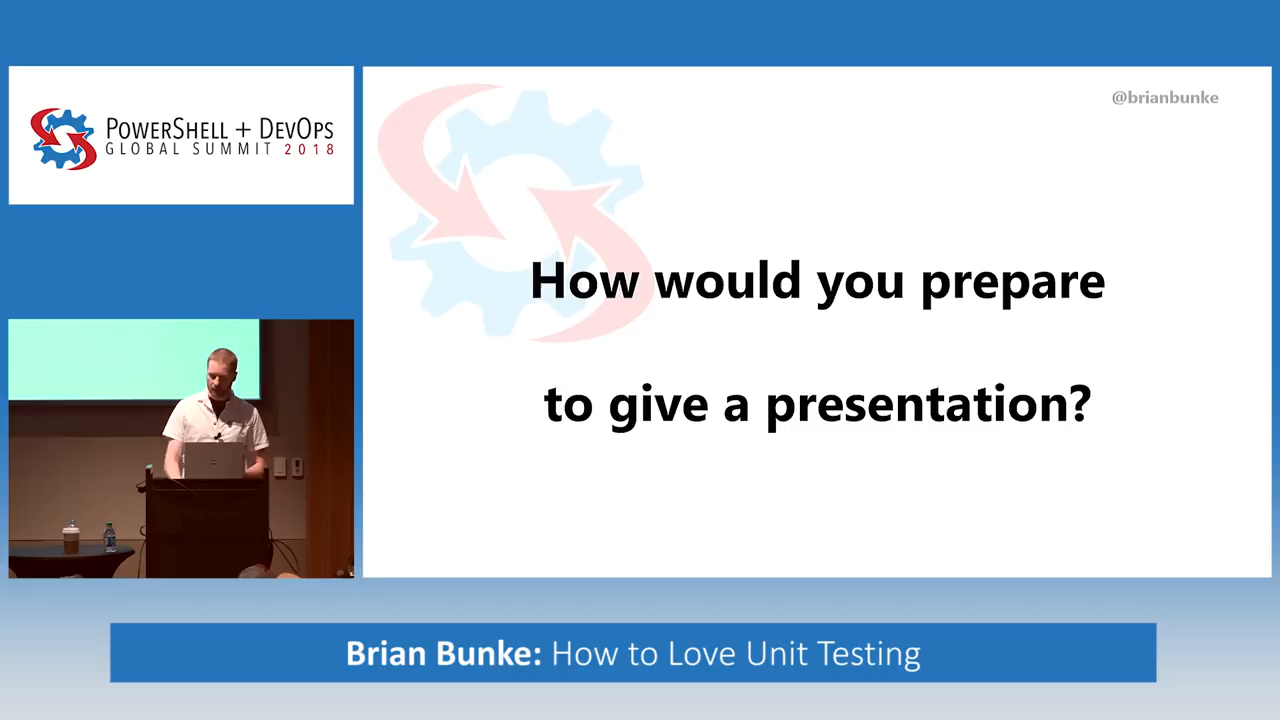 POWERSHELL + DEVOPS
GLOBAL SUMMIT 2018
@brianbunke
How would you prepare
to give a presentation?
Brian Bunke: How to Love Unit Testing